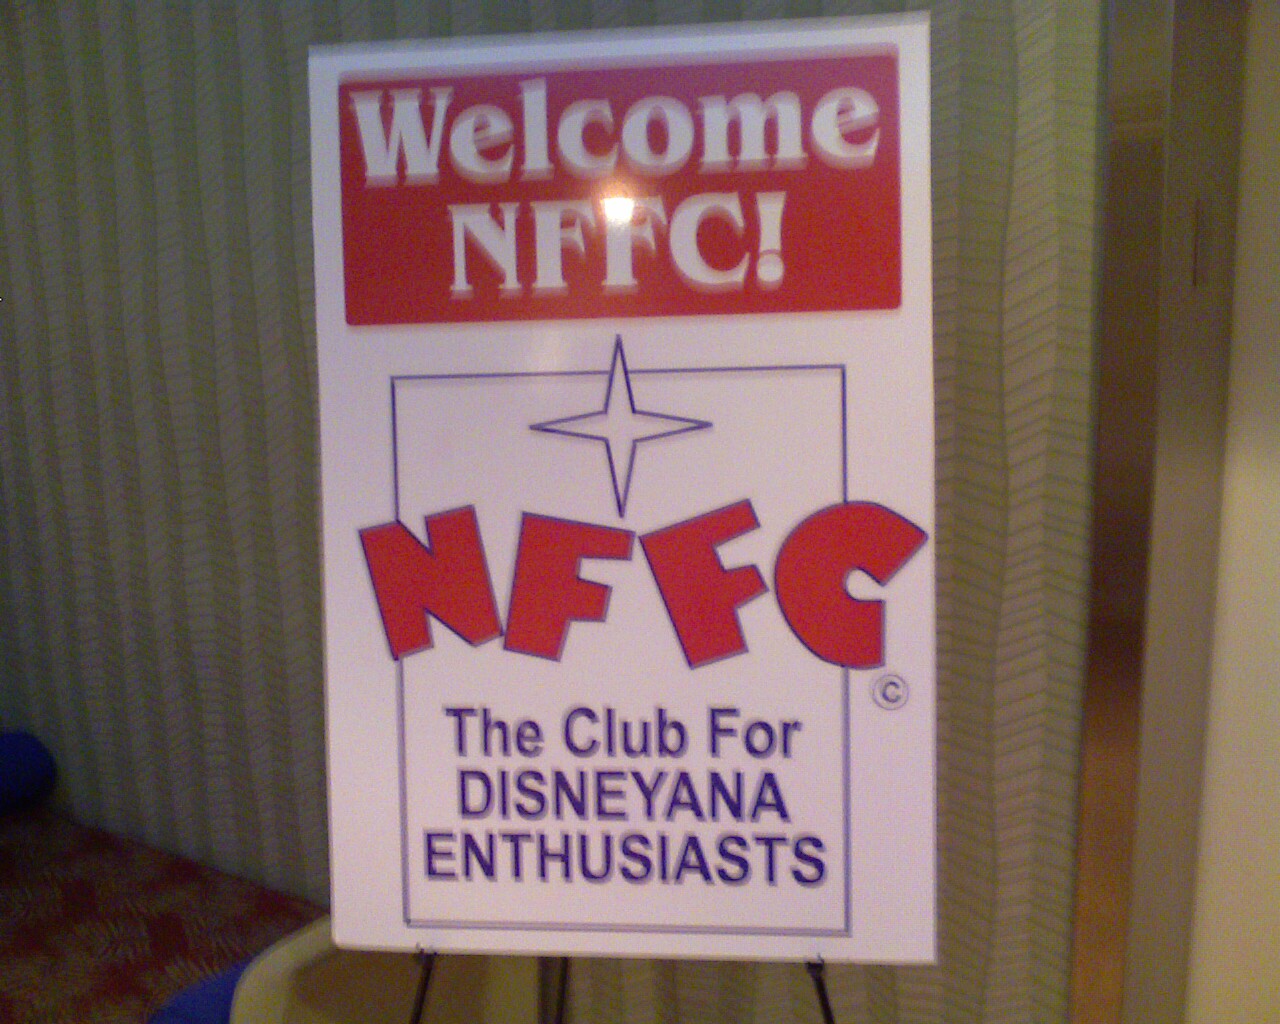 Welcome
NFFC!
NFFC
©
The Club For
DISNEYANA
ENTHUSIASTS